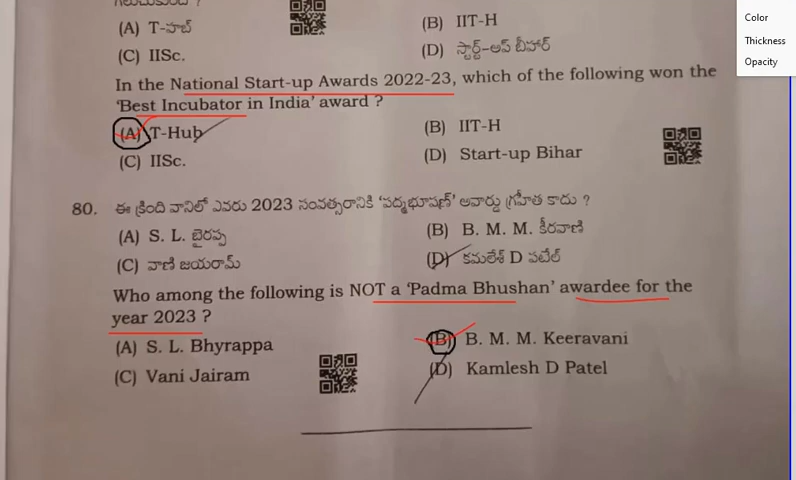 గెలుచుకుంది ?
(A) T-హబ్
(B) IIT-H
(C) IISc.
(D) స్టార్ట్-అప్ బీహార్
In the National Start-up Awards 2022-23, which of the following won the
'Best Incubator in India' award ?
(A) T-Hub
(B) IIT-H
(C) IISc.
(D) Start-up Bihar
80. ఈ క్రింది వానిలో ఎవరు 2023 సంవత్సరానికి 'పద్మభూషణ్' అవార్డు గ్రహీత కాదు ?
(A) S. L. బైరప్ప
(B) B. M. M. కీరవాణి
(C) వాణి జయరామ్
(D) కమలేశ్ D పటేల్
Who among the following is NOT a 'Padma Bhushan' awardee for the
year 2023 ?
(A) S. L. Bhyrappa
(B) B. M. M. Keeravani
(C) Vani Jairam
(D) Kamlesh D Patel
Color
Thickness
Opacity